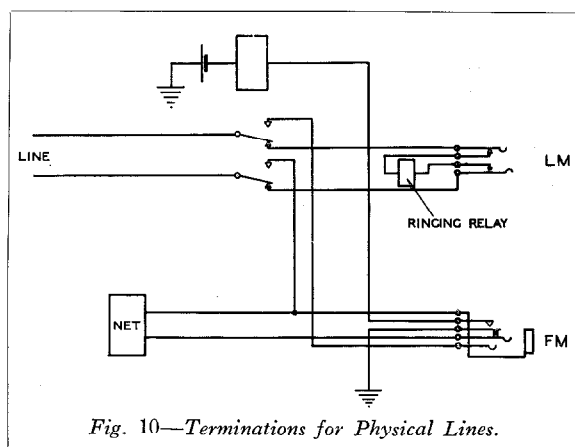 LINE
LM
RINGING RELAY
NET
FM
Fig. 10—Terminations for Physical Lines.